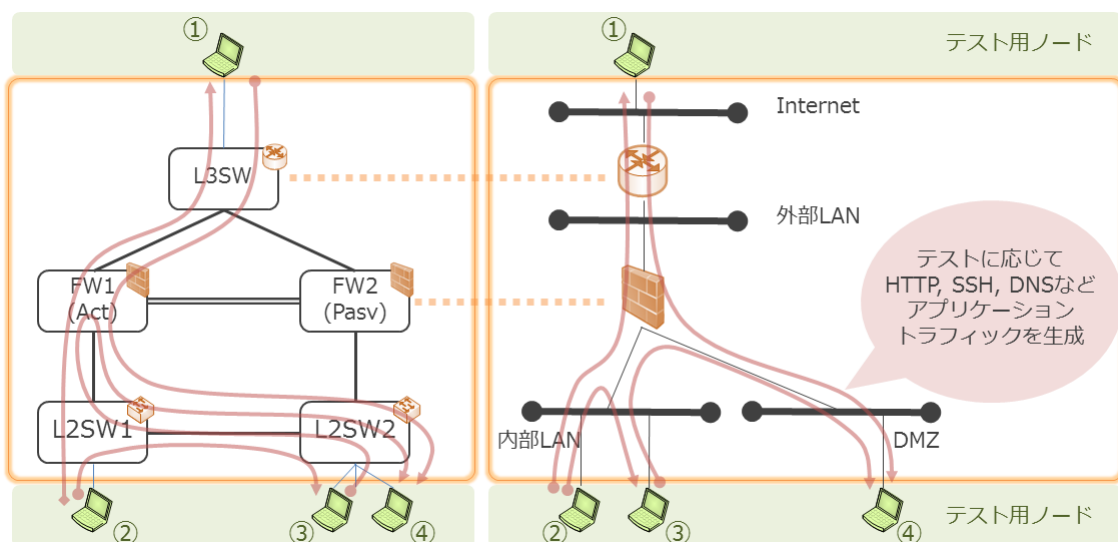 ①
L3SW
FW1
(Act)
FW2
(Pasv)
L2SW1
L2SW2
②
③
④
①
テスト用ノード
Internet
外部LAN
テストに応じて
HTTP, SSH, DNSなど
アプリケーション
トラフィックを生成
内部LAN
DMZ
②
③
④
テスト用ノード